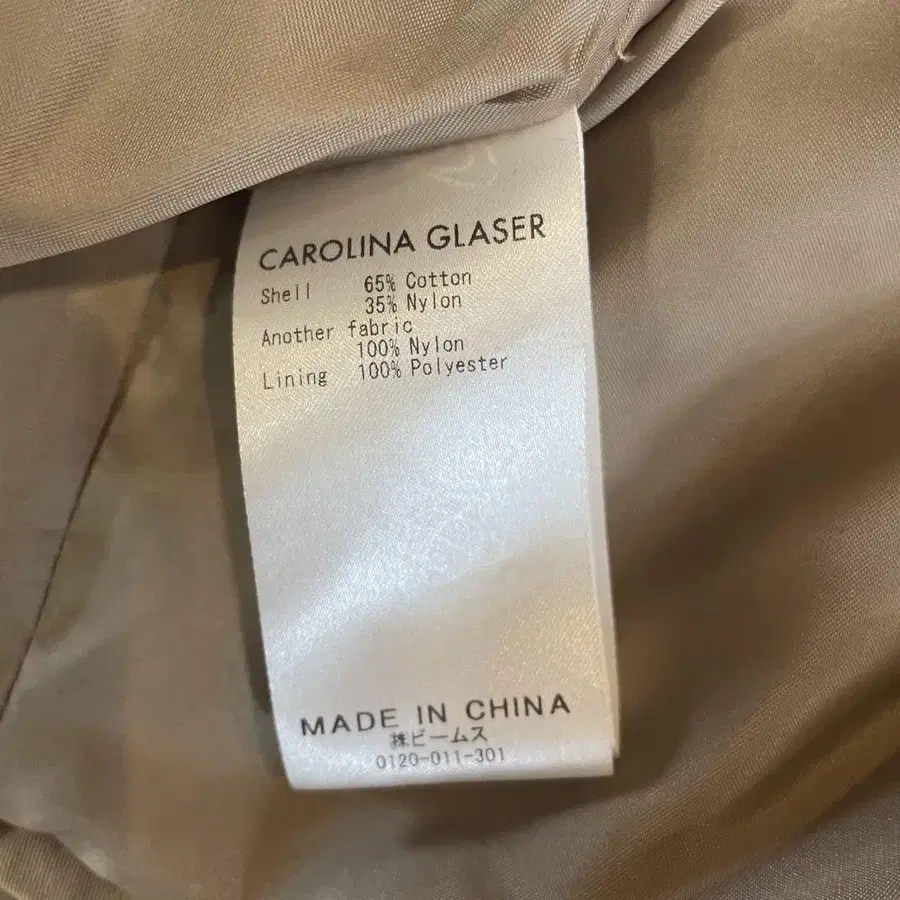 CAROLINA GLASER
Shell 65% Cotton
35% Nylon
Another fabric
100% Nylon
Lining 100% Polyester
MADE IN CHINA
㈱ビームス
0120-011-301